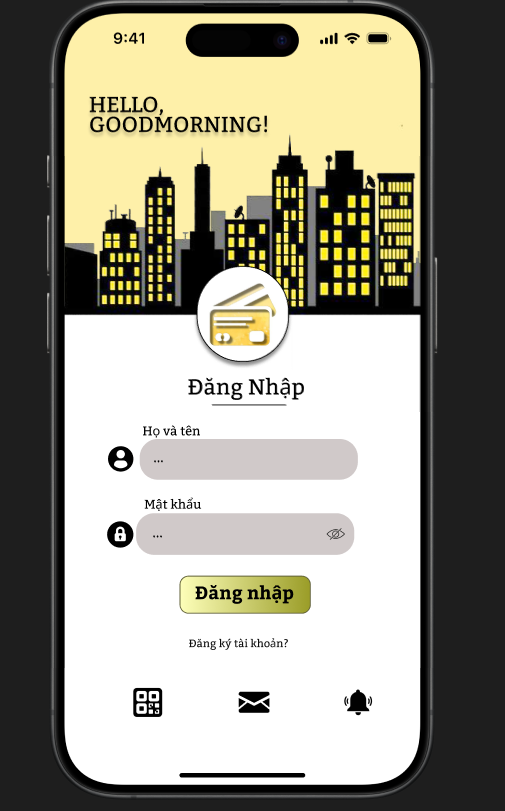 9:41
HELLO,
GOODMORNING!
Đăng Nhập
Họ và tên
...
Mật khẩu
...
Đăng nhập
Đăng ký tài khoản?